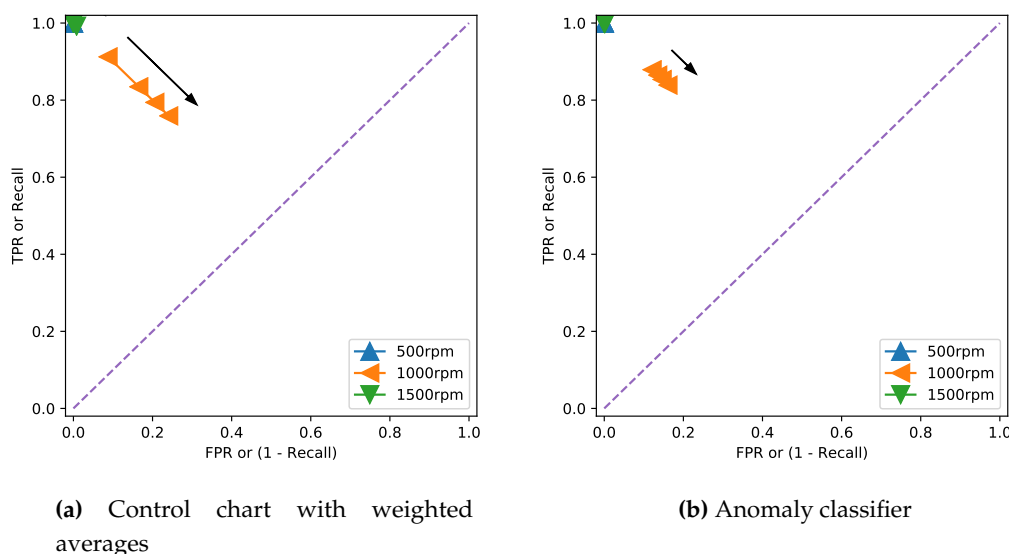 1.0
0.8
0.6
0.4
0.2
0.0
TPR or Recall
0.0 0.2 0.4 0.6 0.8 1.0
FPR or (1 - Recall)
500rpm
1000rpm
1500rpm
(a) Control chart with weighted
averages
1.0
0.8
0.6
0.4
0.2
0.0
TPR or Recall
0.0 0.2 0.4 0.6 0.8 1.0
FPR or (1 - Recall)
500rpm
1000rpm
1500rpm
(b) Anomaly classifier